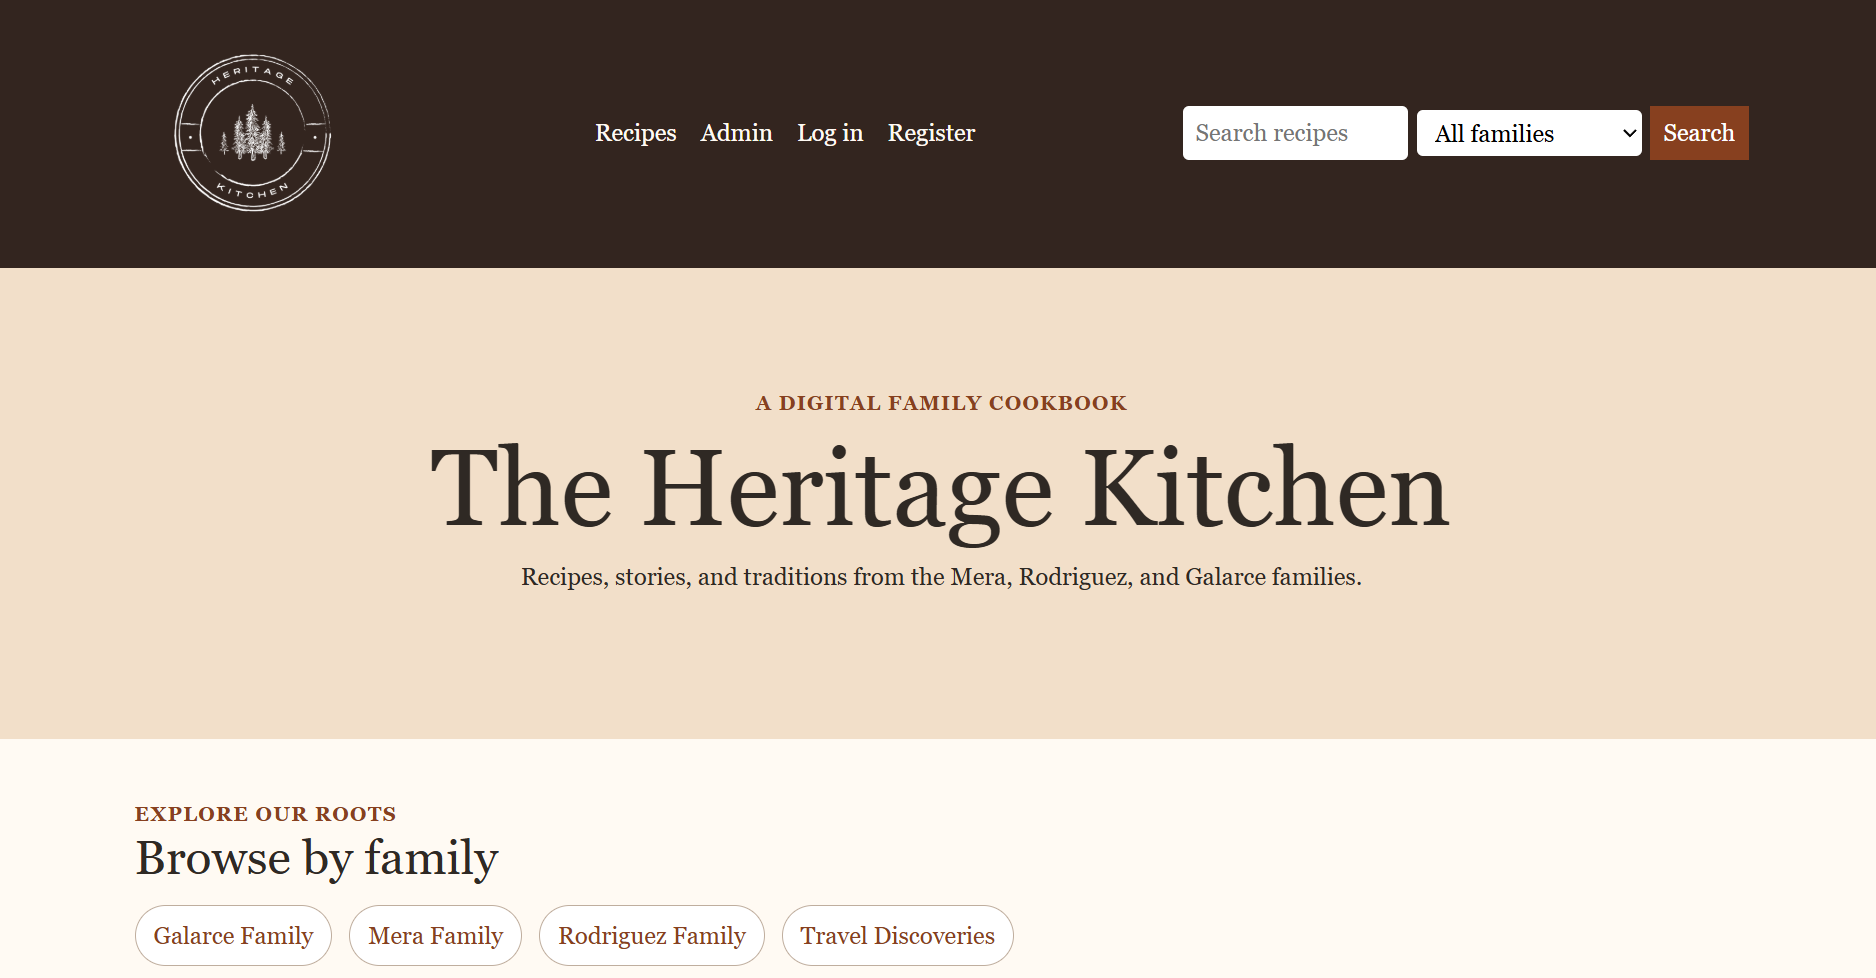 HERITAGE
KITCHEN
Recipes Admin Log in Register
Search recipes
All families
Search
A DIGITAL FAMILY COOKBOOK
The Heritage Kitchen
Recipes, stories, and traditions from the Mera, Rodriguez, and Galarce families.
EXPLORE OUR ROOTS
Browse by family
Galarce Family
Mera Family
Rodriguez Family
Travel Discoveries